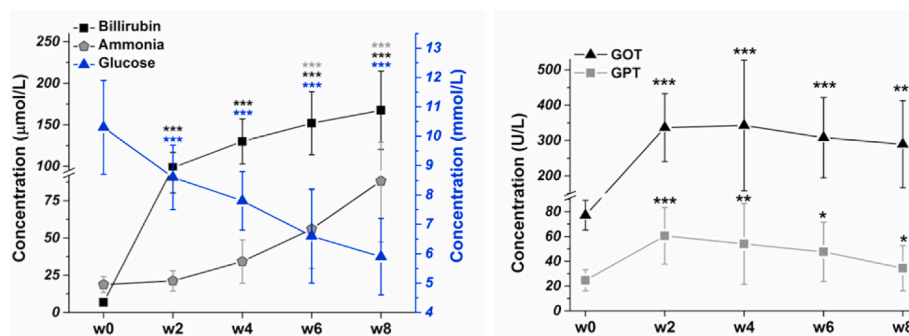 Billirubin
Ammonia
Glucose
Concentration (µmol/L)
250
200
150
100
75
50
25
0
w0
w2
w4
w6
w8
***
***
***
***
***
***
***
***
***
***
13
12
11
10
9
8
7
6
5
4
Concentration (mmol/L)
GOT
GPT
Concentration (U/L)
500
400
300
200
80
60
40
20
0
w0
w2
w4
w6
w8
***
***
***
**
***
**
*
*